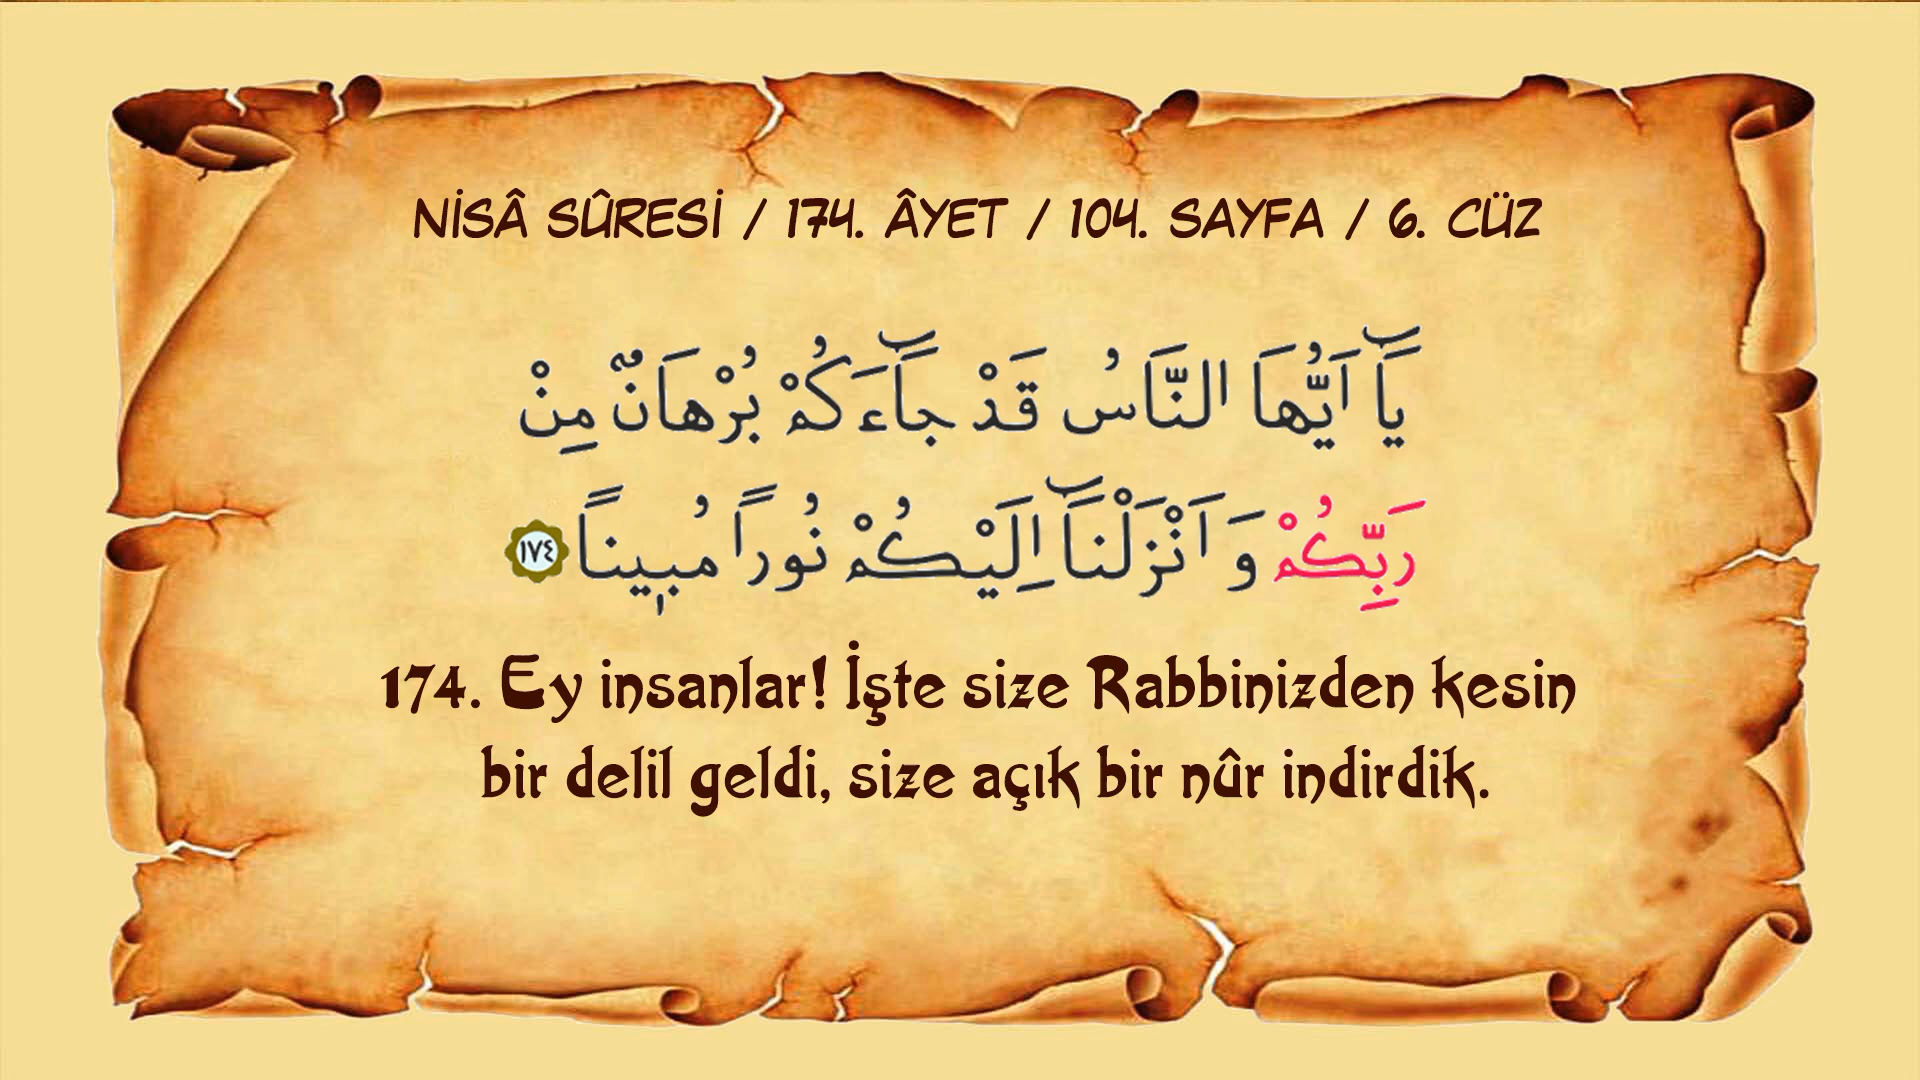 NİSÂ SÛRESİ / 174. ÂYET / 104. SAYFA / 6. CÜZ
يَٓا اَيُّهَا النَّاسُ قَدْ جَٓاءَكُمْ بُرْهَانٌ مِنْ
رَبِّكُمْ وَاَنْزَلْنَٓا اِلَيْكُمْ نُوراً مُب۪يناً ١٧٤
174. Ey insanlar! İşte size Rabbinizden kesin
bir delil geldi, size açık bir nûr indirdik.